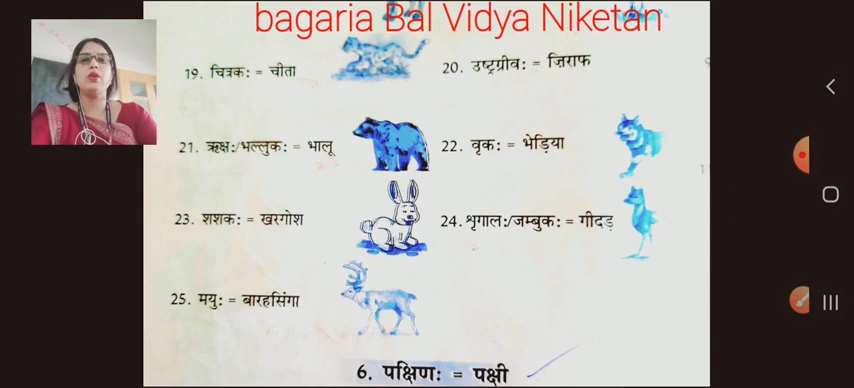 bagaria Bal Vidya Niketan
19. चित्रक: = चीता
20. उष्ट्रग्रीव: = ज़िराफ
21. ऋक्ष:/भल्लुक: = भालू
22. वृक: = भेड़िया
23. शशक: = खरगोश
24. शृगाल:/जम्बुक: = गीदड़
25. मयु: = बारहसिंगा
6. पक्षिण: = पक्षी